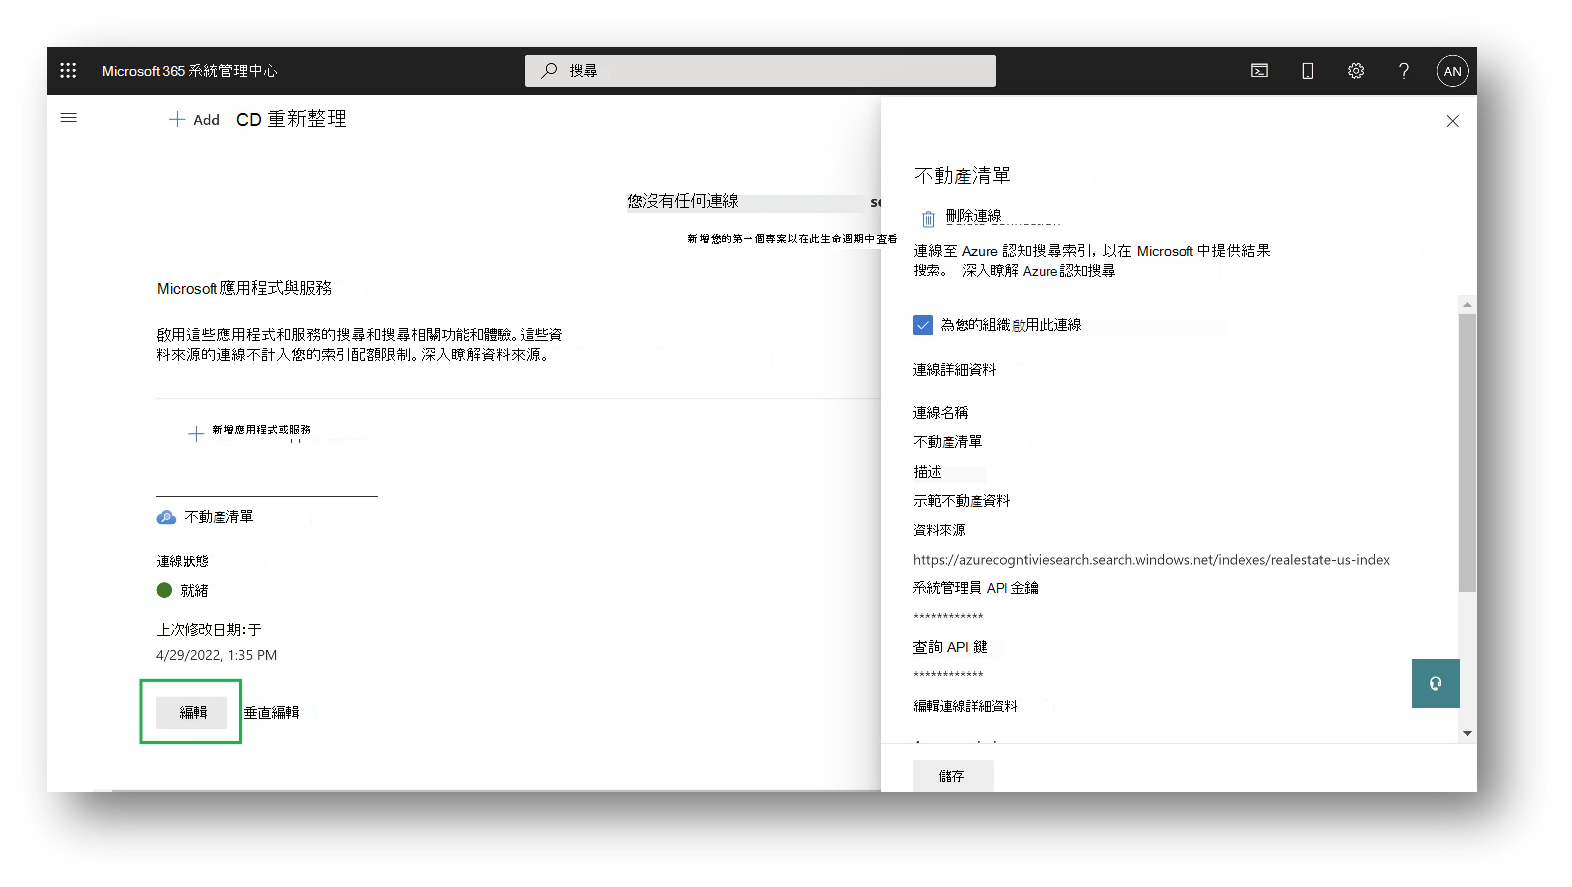 Microsoft 365 系統管理中心
搜尋
AN
Add CD 重新整理
您沒有任何連線
新增您的第一個專案以在此生命週期中查看
Microsoft 應用程式與服務
啟用這些應用程式和服務的搜尋和搜尋相關功能和體驗。這些資
料來源的連線不計入您的索引配額限制。深入瞭解資料來源。
新增應用程式或服務
不動產清單
連線狀態
就緒
上次修改日期:于
4/29/2022, 1:35 PM
編輯 垂直編輯
不動產清單
刪除連線
連線至 Azure 認知搜尋索引, 以在 Microsoft 中提供結果
搜索。 深入瞭解 Azure 認知搜尋
為您的組織啟用此連線
連線詳細資料
連線名稱
不動產清單
描述
示範不動產資料
資料來源
https://azurecogntiviesearch.search.windows.net/indexes/realestate-us-index
系統管理員 API 金鑰
************
查詢 API 鍵
************
編輯連線詳細資料
儲存